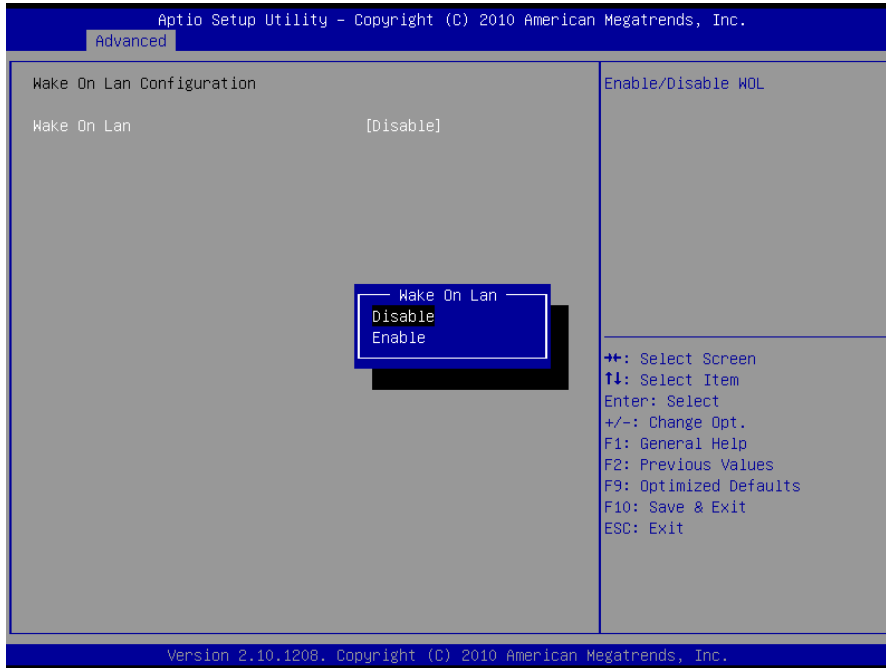 Aptio Setup Utility – Copyright (C) 2010 American Megatrends, Inc.
Advanced
Wake On Lan Configuration
Wake On Lan [Disable]
Enable/Disable WOL
Wake On Lan
Disable
Enable
→←: Select Screen
↑↓: Select Item
Enter: Select
+/-: Change Opt.
F1: General Help
F2: Previous Values
F9: Optimized Defaults
F10: Save & Exit
ESC: Exit
Version 2.10.1208. Copyright (C) 2010 American Megatrends, Inc.